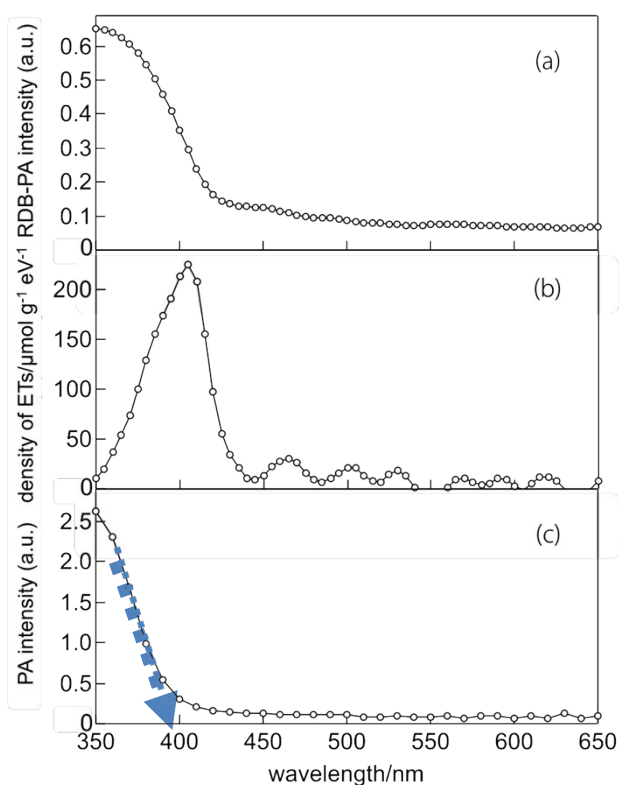 RDB-PA intensity (a.u.)
0.6
0.5
0.4
0.3
0.2
0.1
0
(a)
density of ETs/μmol g⁻¹ eV⁻¹
200
150
100
50
0
(b)
PA intensity (a.u.)
2.5
2.0
1.5
1.0
0.5
0
(c)
350 400 450 500 550 600 650
wavelength/nm